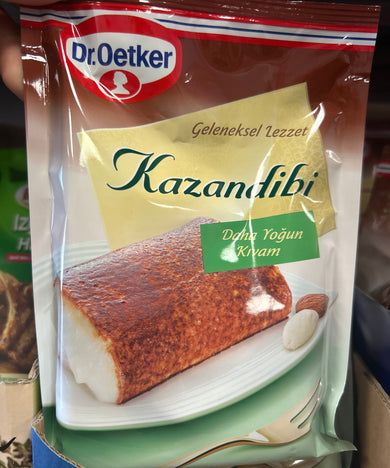 Dr.Oetker
Geleneksel Lezzet
Kazandibi
Daha Yoğun
Kıvam